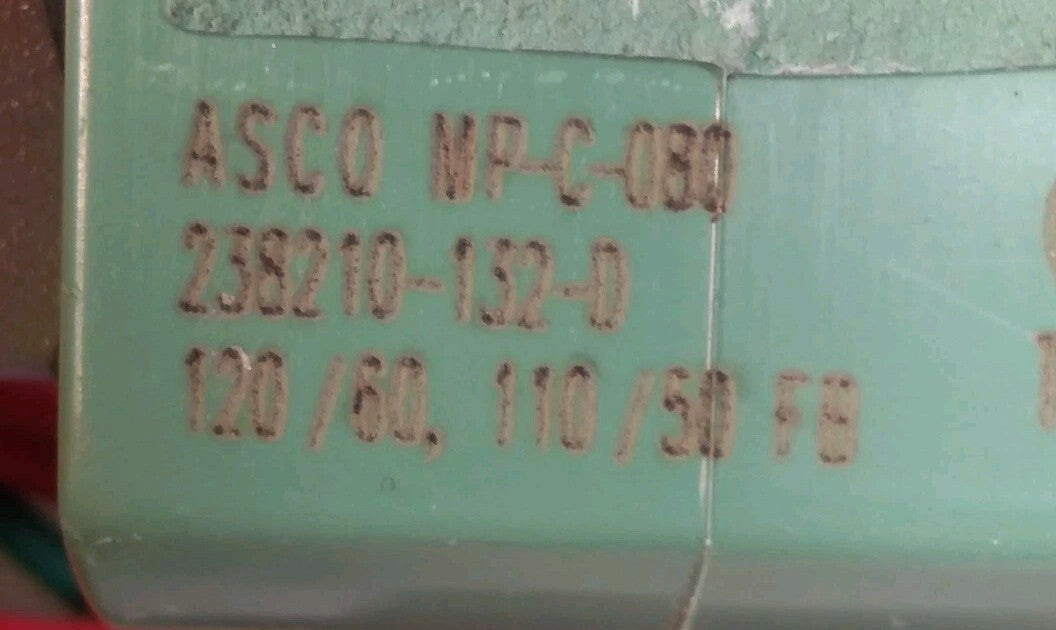 ASCO MP-C-080
238210-132-D
120/60, 110/50 FB